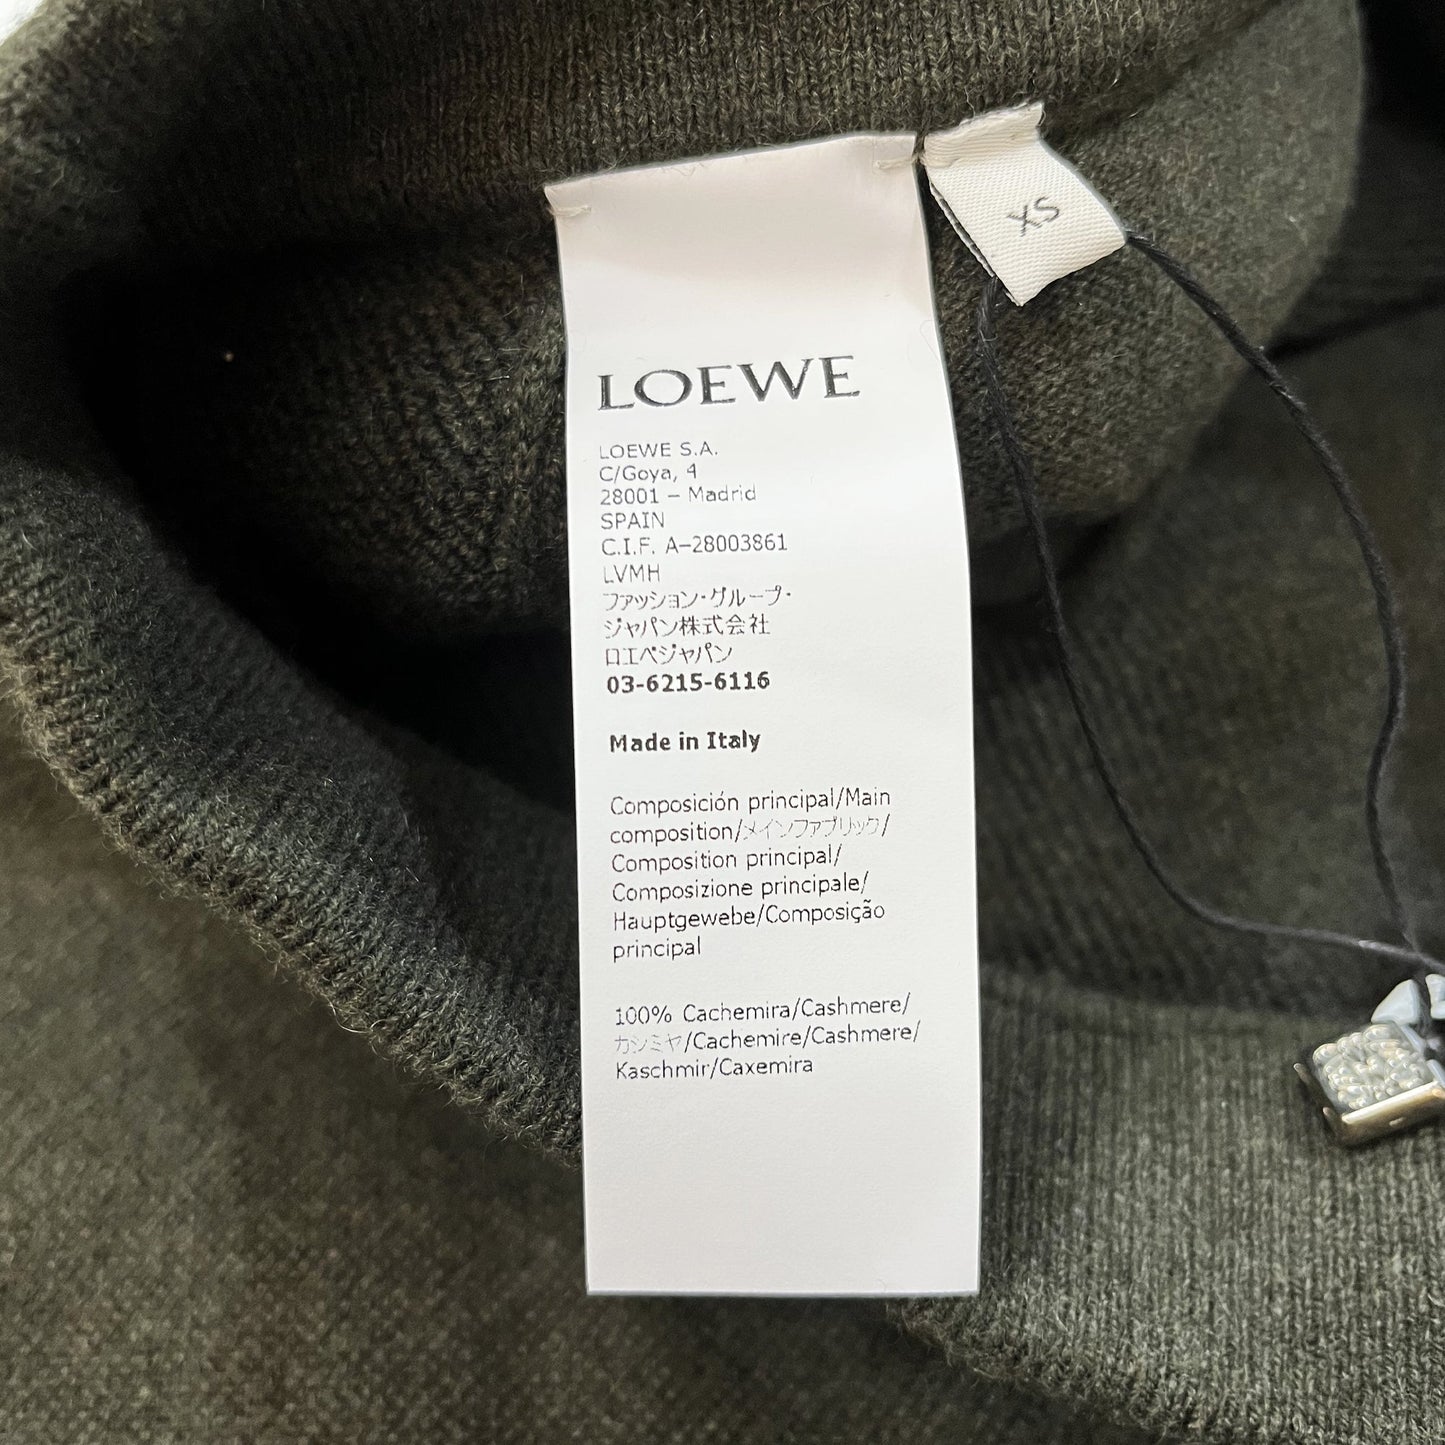 XS
LOEWE
LOEWE S.A.
C/Goya, 4
28001 – Madrid
SPAIN
C.I.F. A–28003861
LVMH
ファッション・グループ・
ジャパン株式会社
ロエベジャパン
03-6215-6116
Made in Italy
Composición principal/Main
composition/メインファブリック/
Composition principal/
Composizione principale/
Hauptgewebe/Composição
principal
100% Cachemira/Cashmere/
カシミヤ/Cachemire/Cashmere/
Kaschmir/Caxemira